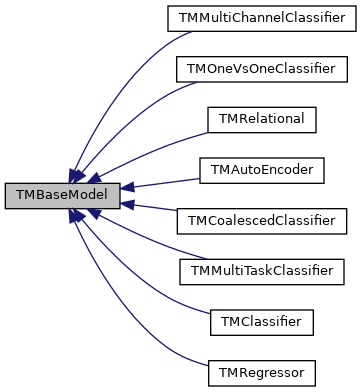 TMMultiChannelClassifier
TMOneVsOneClassifier
TMRelational
TMAutoEncoder
TMBaseModel
TMCoalescedClassifier
TMMultiTaskClassifier
TMClassifier
TMRegressor